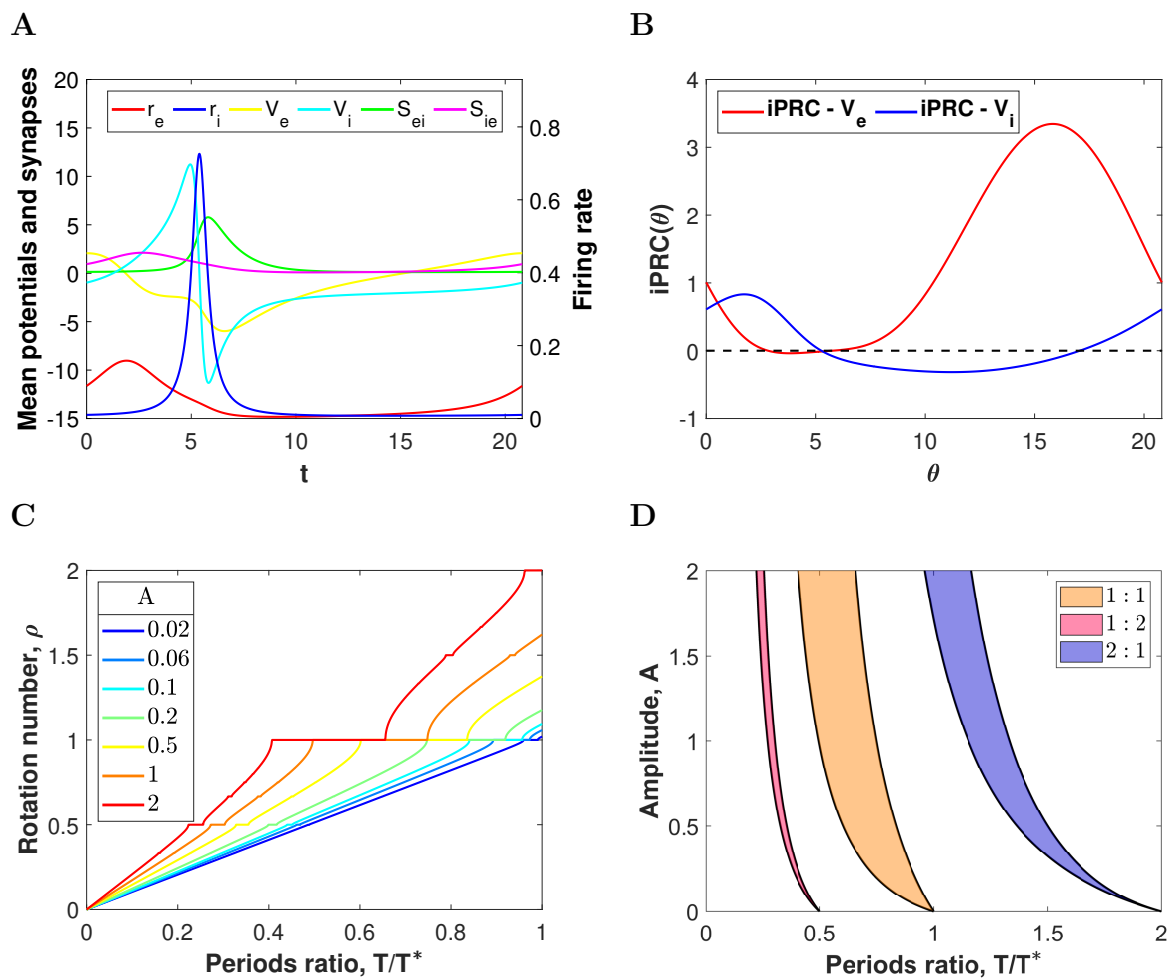 A
20
15
10
5
0
-5
-10
-15
0.8
0.6
0.4
0.2
0
0 5 10 15 20
r_e r_i V_e V_i S_ei S_ie
Mean potentials and synapses
Firing rate
t
B
4
3
2
1
0
-1
0 5 10 15 20
iPRC - V_e iPRC - V_i
iPRC(θ)
θ
C
2
1.5
1
0.5
0
0 0.2 0.4 0.6 0.8 1
A
0.02
0.06
0.1
0.2
0.5
1
2
Rotation number, ρ
Periods ratio, T/T*
D
2
1.5
1
0.5
0
0.5 1 1.5 2
1 : 1
1 : 2
2 : 1
Amplitude, A
Periods ratio, T/T*